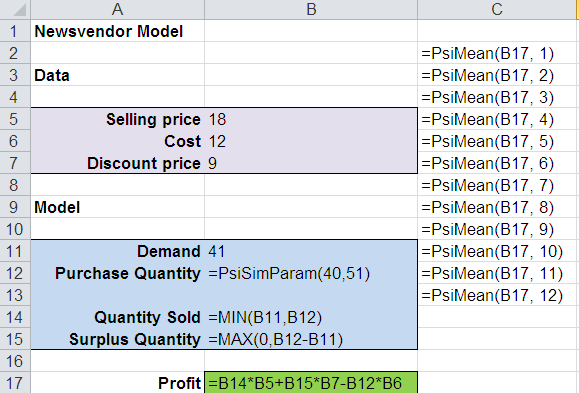 A B C
1 Newsvendor Model
2 =PsiMean(B17, 1)
3 Data =PsiMean(B17, 2)
4 =PsiMean(B17, 3)
5 Selling price 18 =PsiMean(B17, 4)
6 Cost 12 =PsiMean(B17, 5)
7 Discount price 9 =PsiMean(B17, 6)
8 =PsiMean(B17, 7)
9 Model =PsiMean(B17, 8)
10 =PsiMean(B17, 9)
11 Demand 41 =PsiMean(B17, 10)
12 Purchase Quantity =PsiSimParam(40,51) =PsiMean(B17, 11)
13 =PsiMean(B17, 12)
14 Quantity Sold =MIN(B11,B12)
15 Surplus Quantity =MAX(0,B12-B11)
16
17 Profit =B14*B5+B15*B7-B12*B6